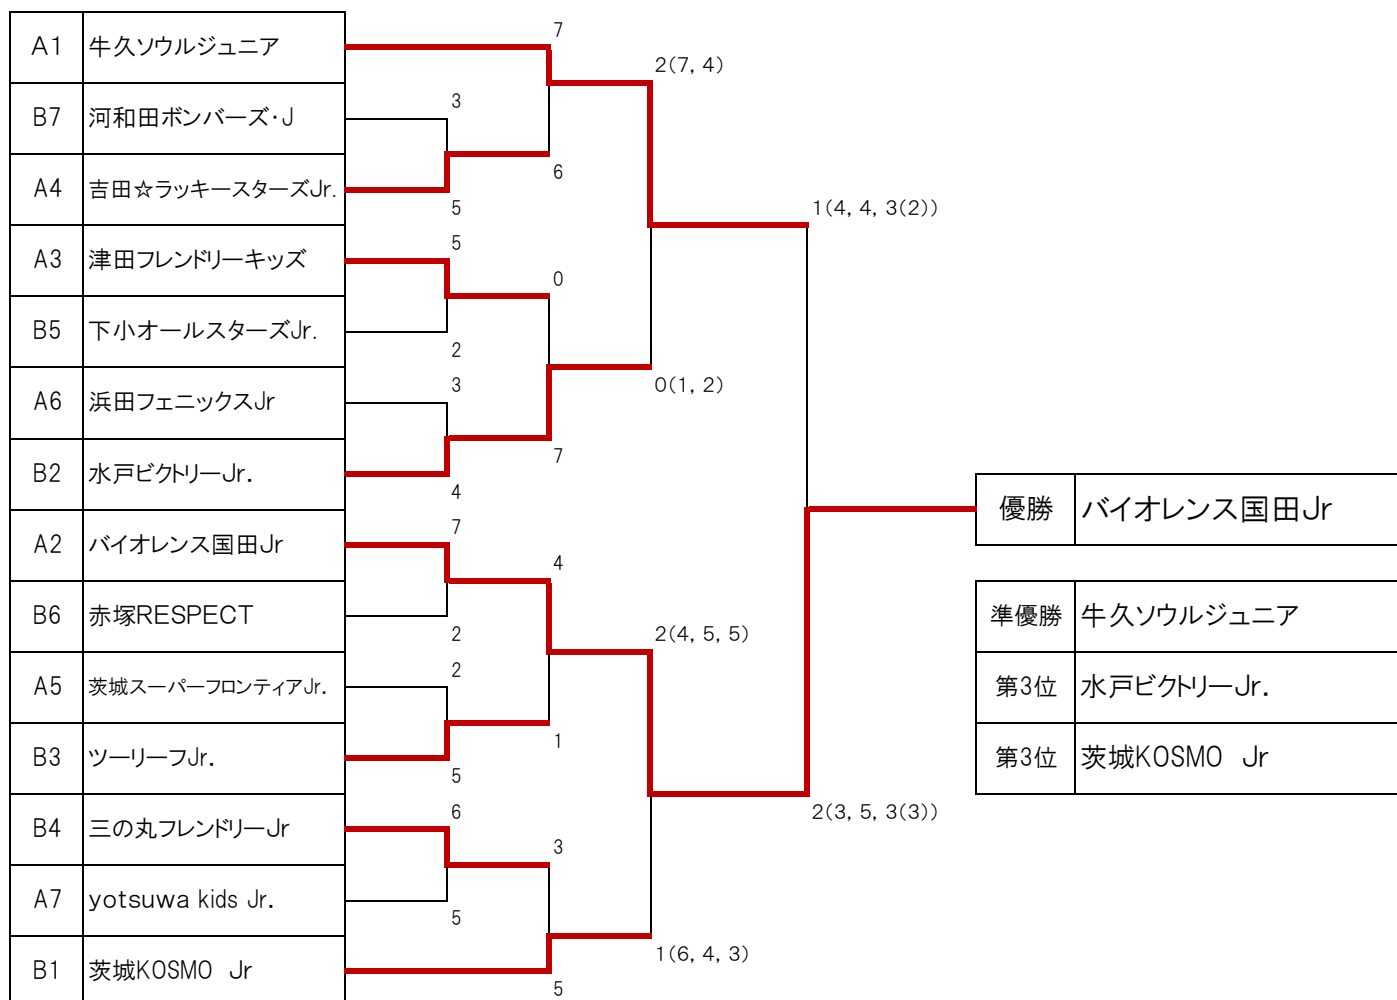 A1 牛久ソウルジュニア
B7 河和田ボンバーズ・J
A4 吉田☆ラッキースターズJr.
A3 津田フレンドリーキッズ
B5 下小オールスターズJr.
A6 浜田フェニックスJr
B2 水戸ビクトリーJr.
A2 バイオレンス国田Jr
B6 赤塚RESPECT
A5 茨城スーパーフロンティアJr.
B3 ツーリーフJr.
B4 三の丸フレンドリーJr
A7 yotsuwa kids Jr.
B1 茨城KOSMO Jr
3
5
5
2
3
4
7
2
2
5
6
5
7
6
0
7
4
1
3
5
2(7, 4)
0(1, 2)
2(4, 5, 5)
1(6, 4, 3)
1(4, 4, 3(2))
2(3, 5, 3(3))
優勝 バイオレンス国田Jr
準優勝 牛久ソウルジュニア
第3位 水戸ビクトリーJr.
第3位 茨城KOSMO Jr